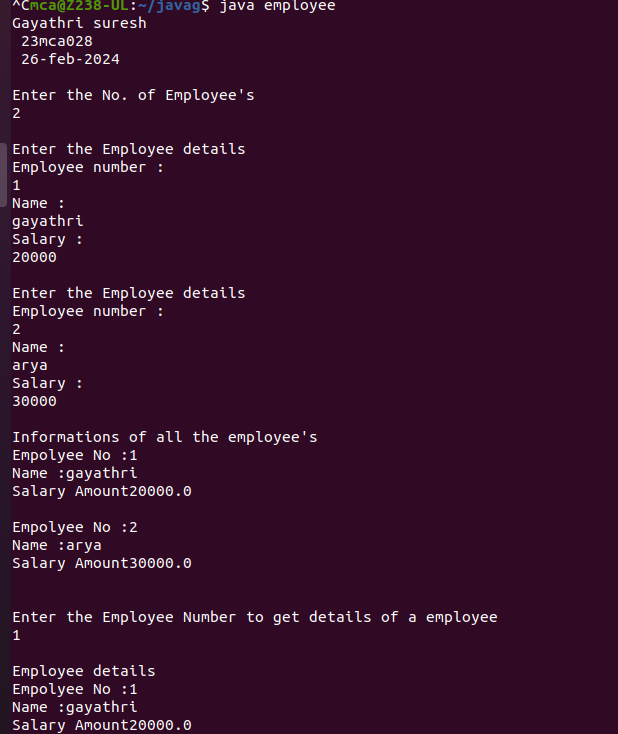 ^Cmca@Z238-UL:~/javag$ java employee
Gayathri suresh
23mca028
26-feb-2024
Enter the No. of Employee's
2
Enter the Employee details
Employee number :
1
Name :
gayathri
Salary :
20000
Enter the Employee details
Employee number :
2
Name :
arya
Salary :
30000
Informations of all the employee's
Empolyee No :1
Name :gayathri
Salary Amount20000.0
Empolyee No :2
Name :arya
Salary Amount30000.0
Enter the Employee Number to get details of a employee
1
Employee details
Empolyee No :1
Name :gayathri
Salary Amount20000.0